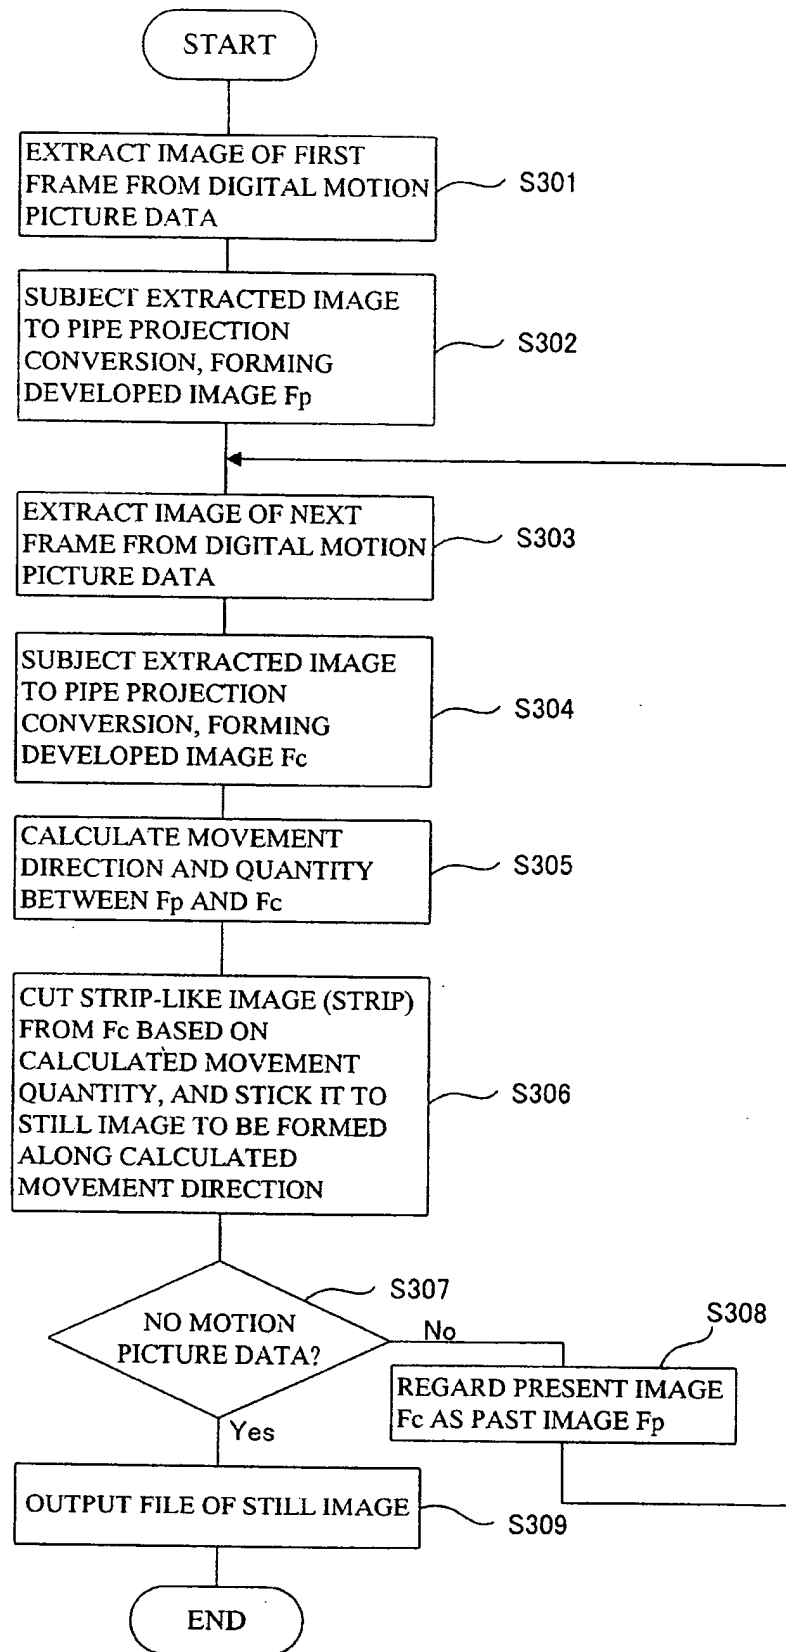 START
EXTRACT IMAGE OF FIRST
FRAME FROM DIGITAL MOTION
PICTURE DATA
S301
SUBJECT EXTRACTED IMAGE
TO PIPE PROJECTION
CONVERSION, FORMING
DEVELOPED IMAGE Fp
S302
EXTRACT IMAGE OF NEXT
FRAME FROM DIGITAL MOTION
PICTURE DATA
S303
SUBJECT EXTRACTED IMAGE
TO PIPE PROJECTION
CONVERSION, FORMING
DEVELOPED IMAGE Fc
S304
CALCULATE MOVEMENT
DIRECTION AND QUANTITY
BETWEEN Fp AND Fc
S305
CUT STRIP-LIKE IMAGE (STRIP)
FROM Fc BASED ON
CALCULATED MOVEMENT
QUANTITY, AND STICK IT TO
STILL IMAGE TO BE FORMED
ALONG CALCULATED
MOVEMENT DIRECTION
S306
NO MOTION
PICTURE DATA?
S307
No
S308
REGARD PRESENT IMAGE
Fc AS PAST IMAGE Fp
Yes
OUTPUT FILE OF STILL IMAGE
S309
END